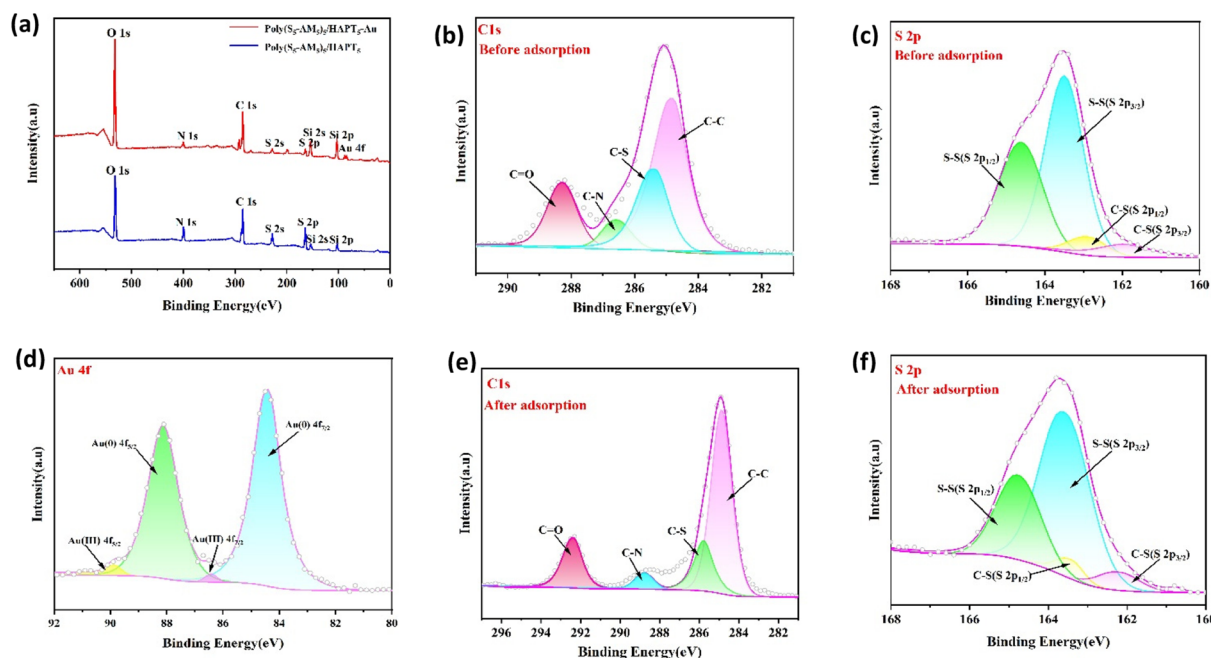 (a)
Poly(S₅-AM₅)₅/HAPT₅-Au
Poly(S₅-AM₅)₅/HAPT₅
O 1s
N 1s
C 1s
S 2s
S 2p
Si 2s
Si 2p
Au 4f
O 1s
N 1s
C 1s
S 2s
S 2p
Si 2s
Si 2p
Intensity(a.u)
600 500 400 300 200 100 0
Binding Energy(eV)
(b)
C1s
Before adsorption
C=O
C-N
C-S
C-C
Intensity(a.u)
290 288 286 284 282
Binding Energy(eV)
(c)
S 2p
Before adsorption
S-S(S 2p3/2)
S-S(S 2p1/2)
C-S(S 2p1/2)
C-S(S 2p3/2)
Intensity(a.u)
168 166 164 162 160
Binding Energy(eV)
(d)
Au 4f
Au(0) 4f5/2
Au(0) 4f7/2
Au(III) 4f5/2
Au(III) 4f7/2
Intensity(a.u)
92 90 88 86 84 82 80
Binding Energy(eV)
(e)
C1s
After adsorption
C=O
C-N
C-S
C-C
Intensity(a.u)
296 294 292 290 288 286 284 282
Binding Energy(eV)
(f)
S 2p
After adsorption
S-S(S 2p3/2)
S-S(S 2p1/2)
C-S(S 2p1/2)
C-S(S 2p3/2)
Intensity(a.u)
168 166 164 162 160
Binding Energy(eV)